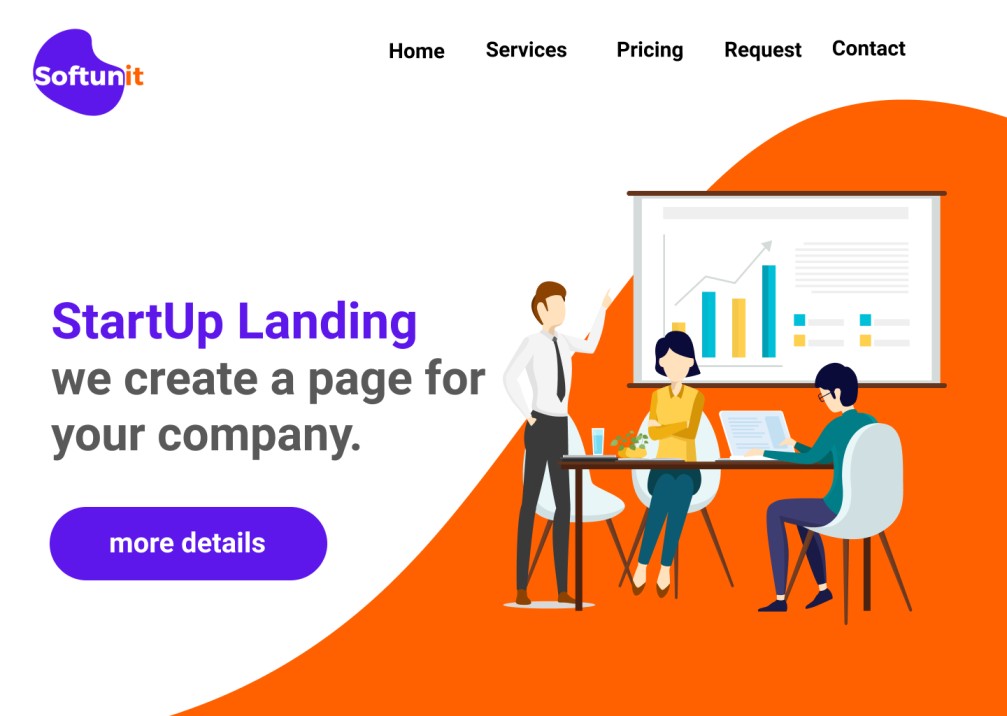 Softunit
Home Services Pricing Request Contact
StartUp Landing
we create a page for
your company.
more details